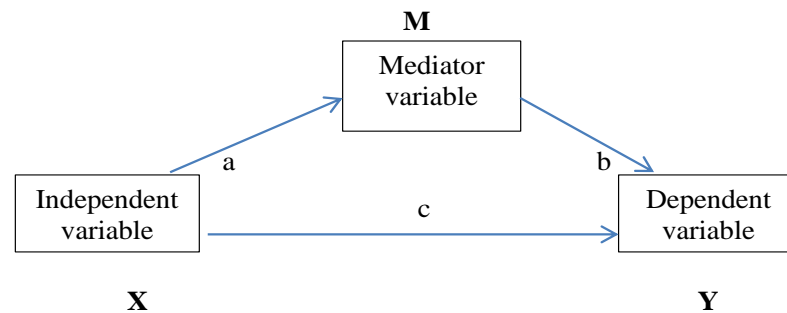 M
Mediator
variable
a
b
Independent
variable
c
Dependent
variable
X
Y